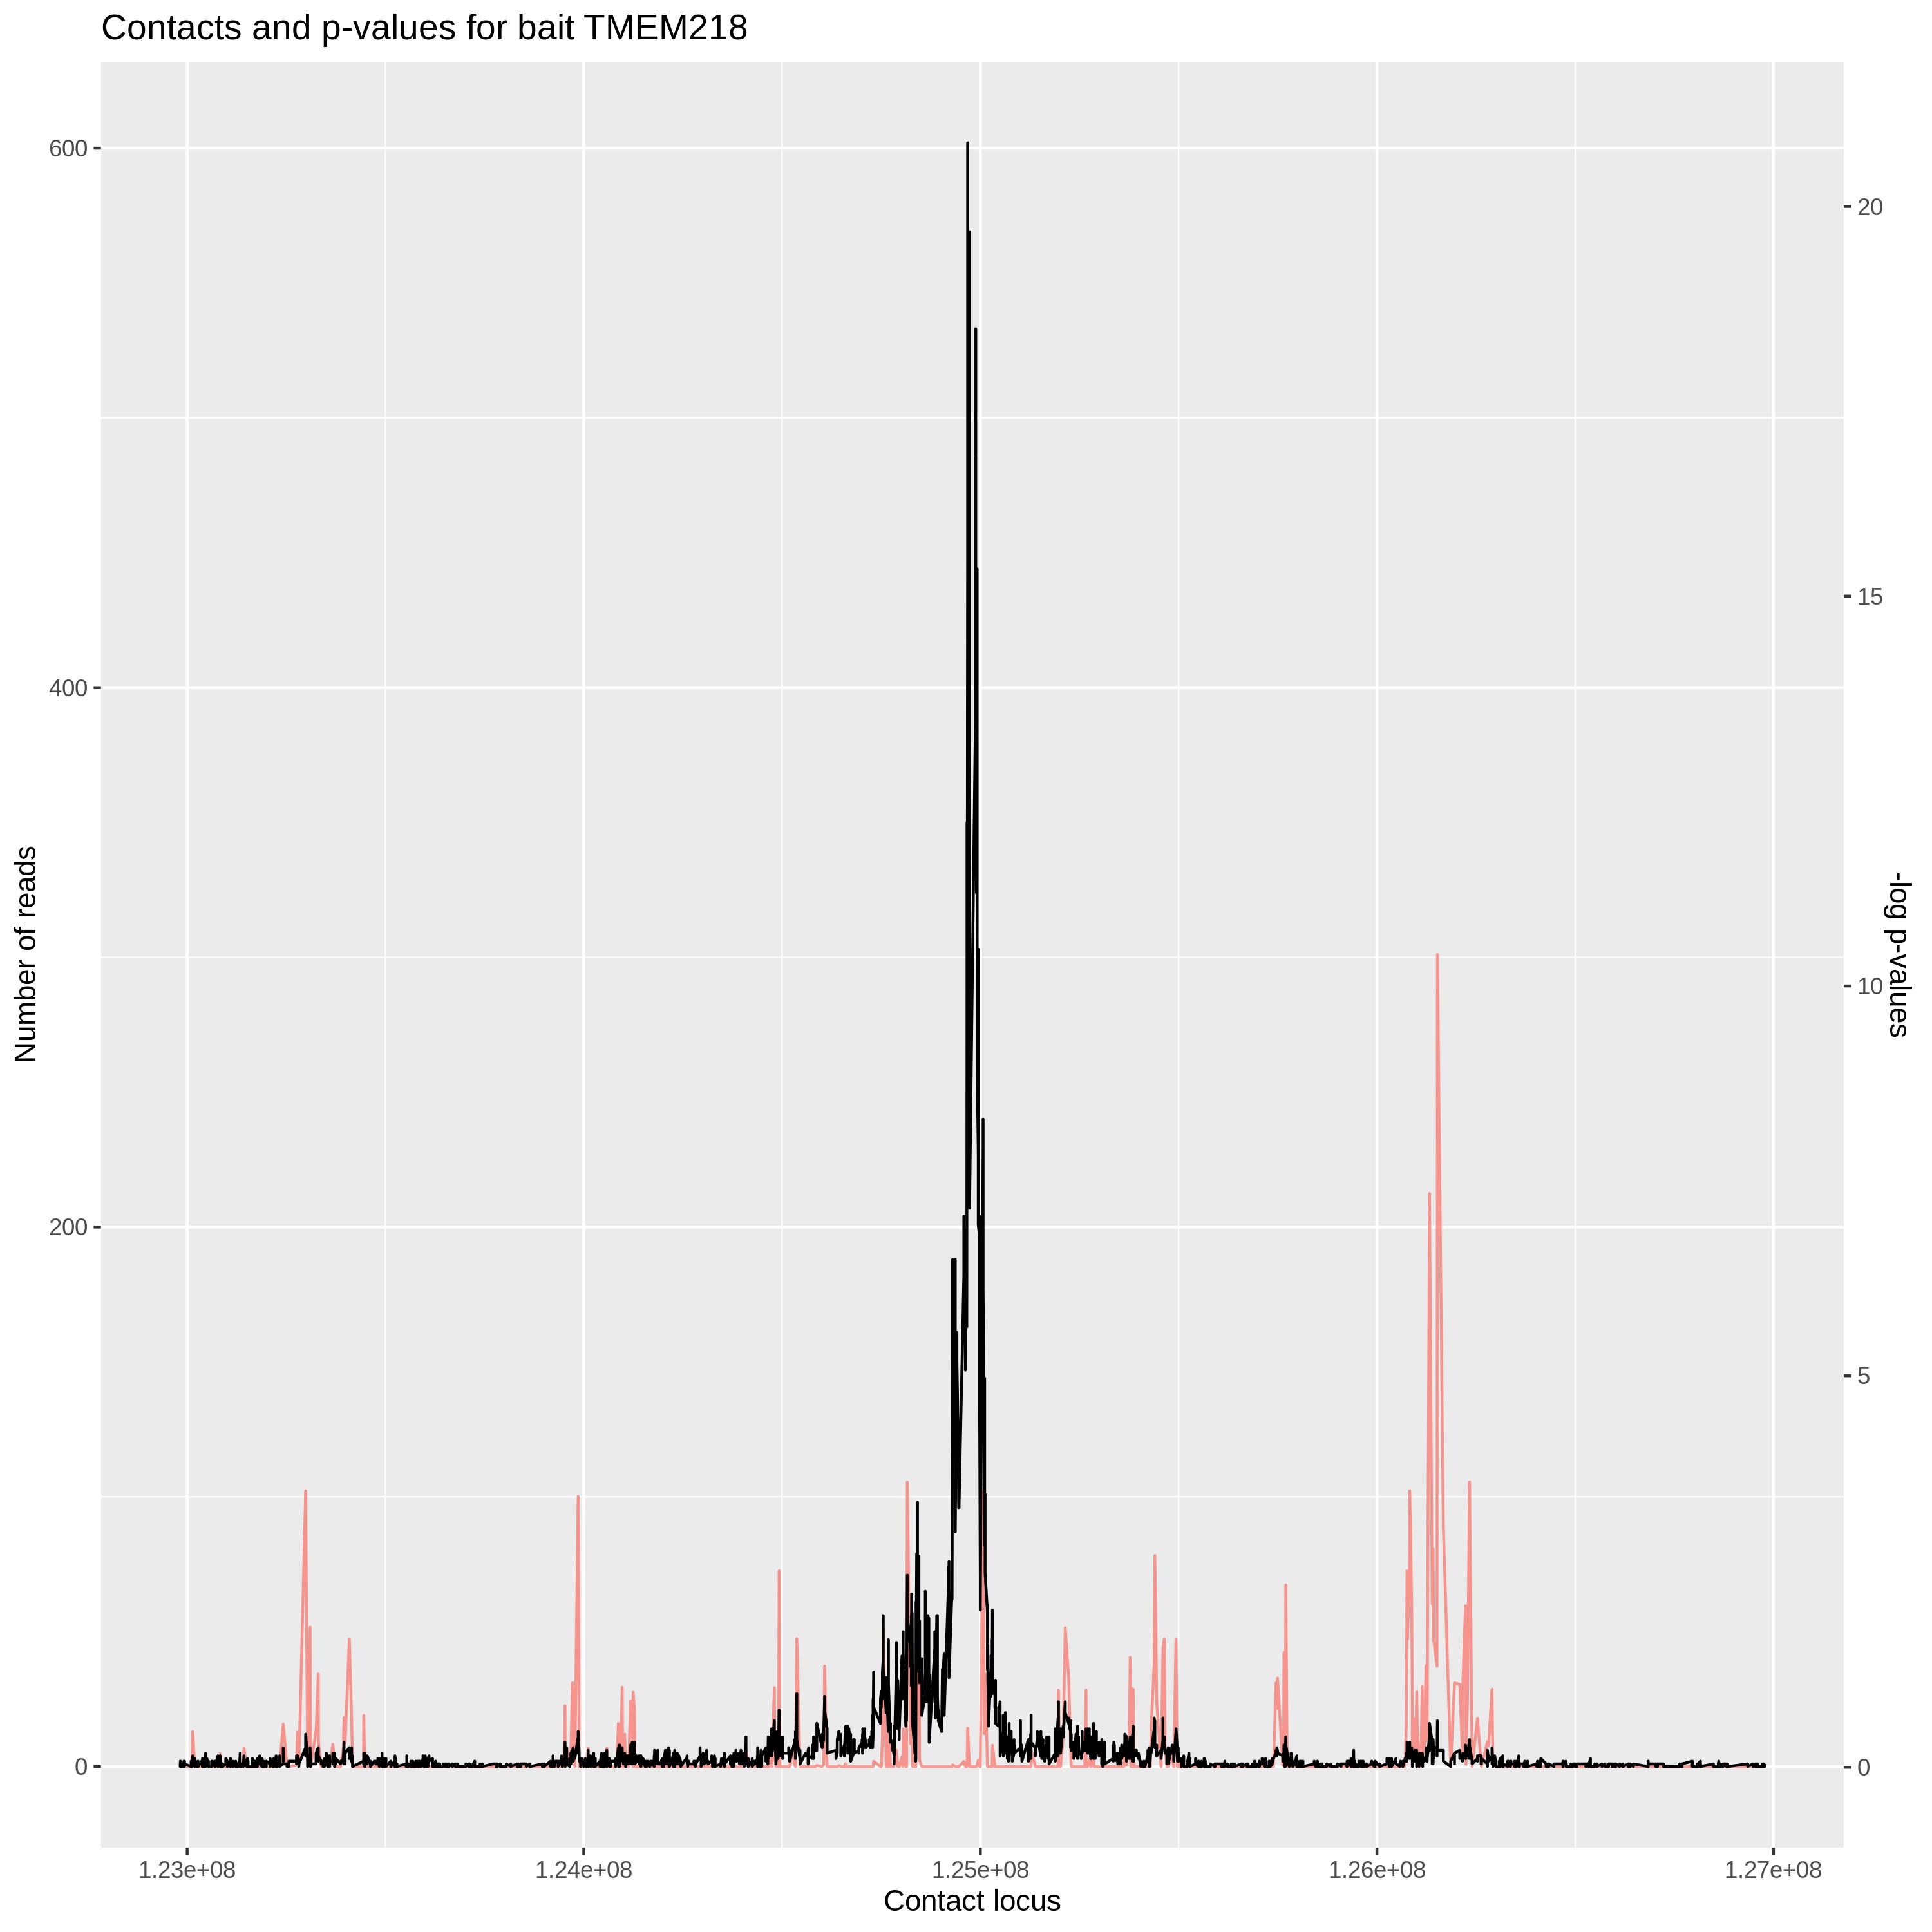 Contacts and p-values for bait TMEM218
600
400
200
0
Number of reads
20
15
10
5
0
-log p-values
1.23e+08 1.24e+08 1.25e+08 1.26e+08 1.27e+08
Contact locus